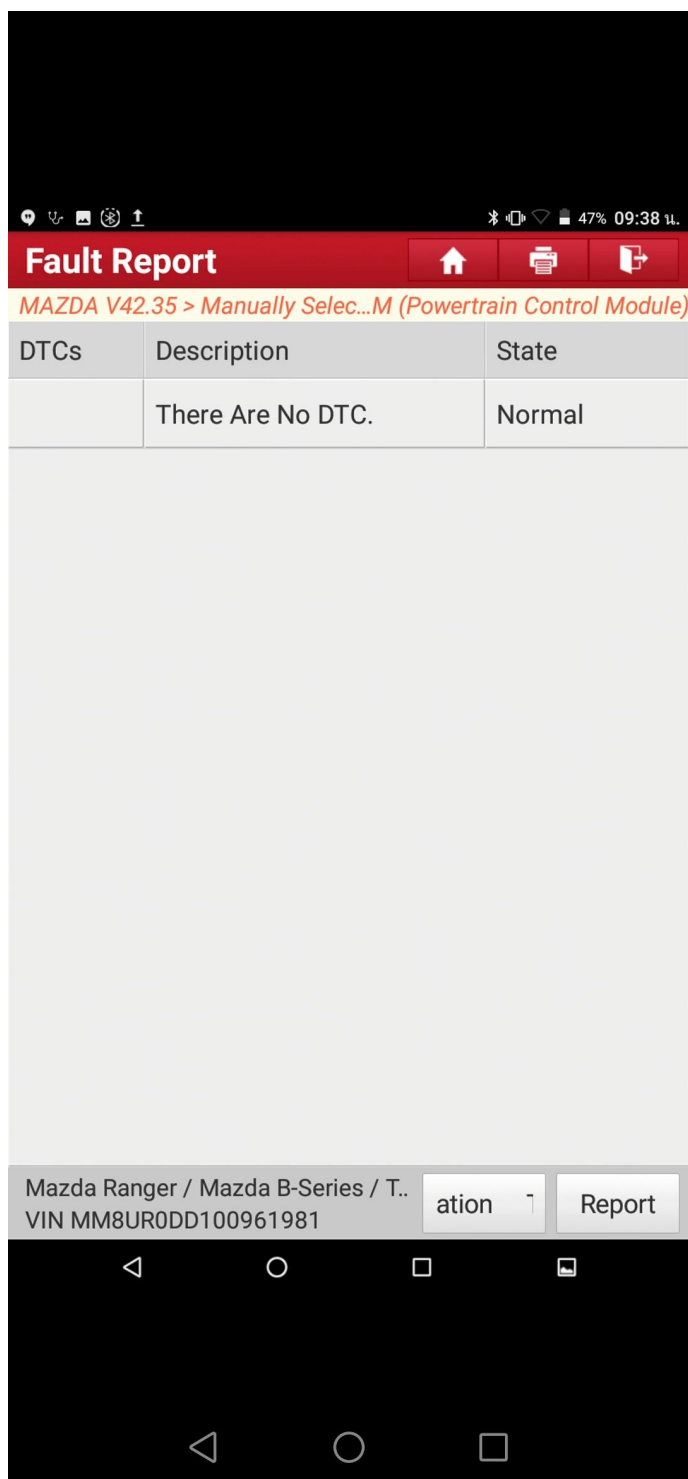 47% 09:38 น.
Fault Report
MAZDA V42.35 > Manually Selec...M (Powertrain Control Module)
DTCs Description State
There Are No DTC. Normal
Mazda Ranger / Mazda B-Series / T..
VIN MM8UR0DD100961981
ation Report